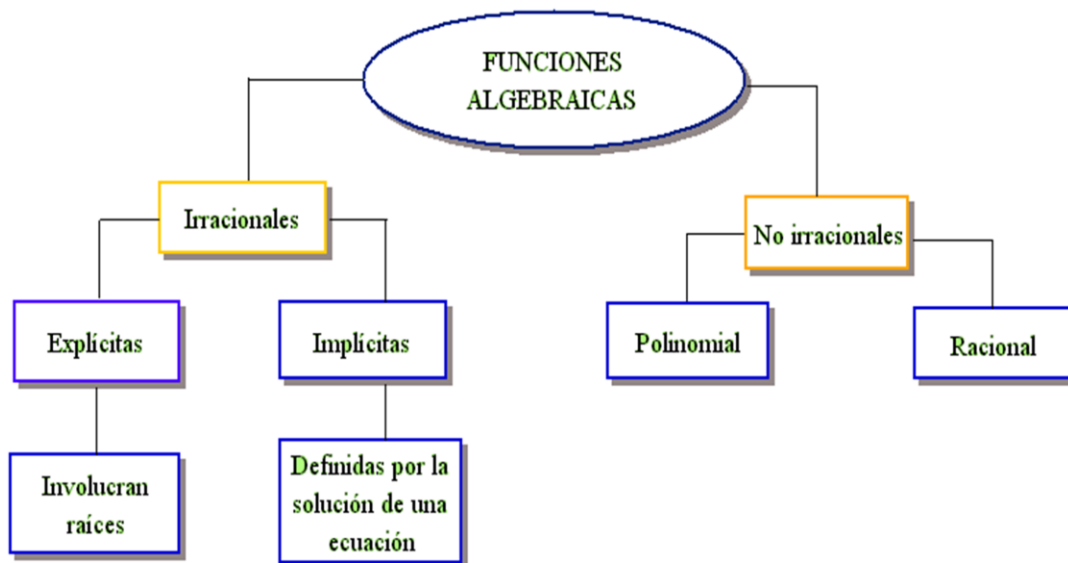 FUNCIONES
ALGEBRAICAS
Irracionales
No irracionales
Explícitas
Implícitas
Polinomial
Racional
Involucran
raíces
Definidas por la
solución de una
ecuación